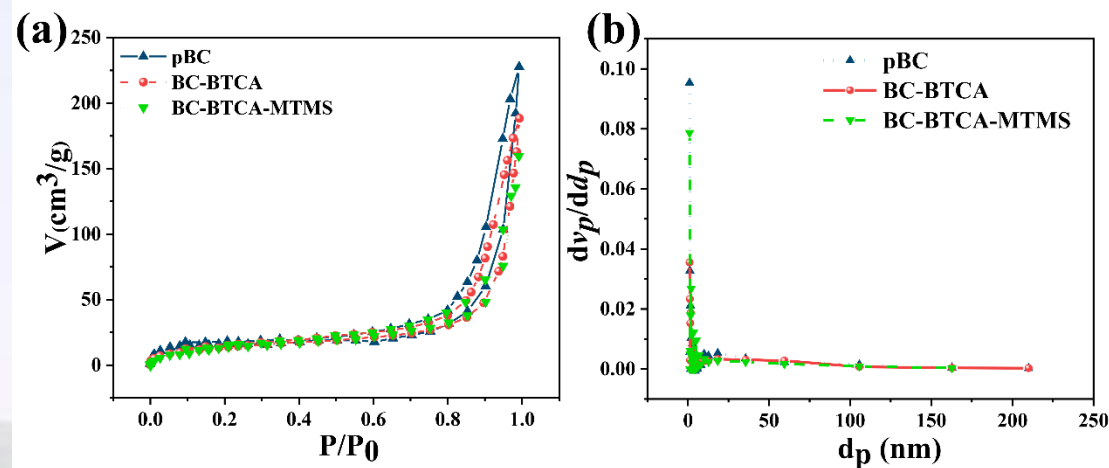 (a)
250
200
150
100
50
0
V(cm³/g)
pBC
BC-BTCA
BC-BTCA-MTMS
0.0 0.2 0.4 0.6 0.8 1.0
P/P₀
(b)
0.10
0.08
0.06
0.04
0.02
0.00
dvₚ/ddₚ
pBC
BC-BTCA
BC-BTCA-MTMS
0 50 100 150 200 250
dₚ (nm)